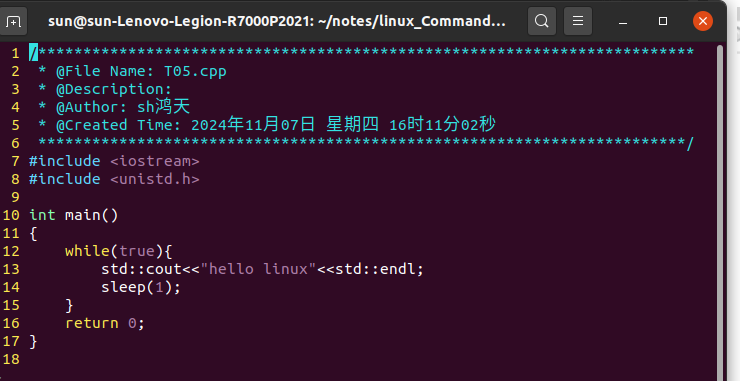 sun@sun-Lenovo-Legion-R7000P2021: ~/notes/linux_Command...
1 /*************************************************************************
2  * @File Name: T05.cpp
3  * @Description:
4  * @Author: sh鸿天
5  * @Created Time: 2024年11月07日 星期四 16时11分02秒
6  ************************************************************************/
7 #include <iostream>
8 #include <unistd.h>
9
10 int main()
11 {
12     while(true){
13         std::cout<<"hello linux"<<std::endl;
14         sleep(1);
15     }
16     return 0;
17 }
18